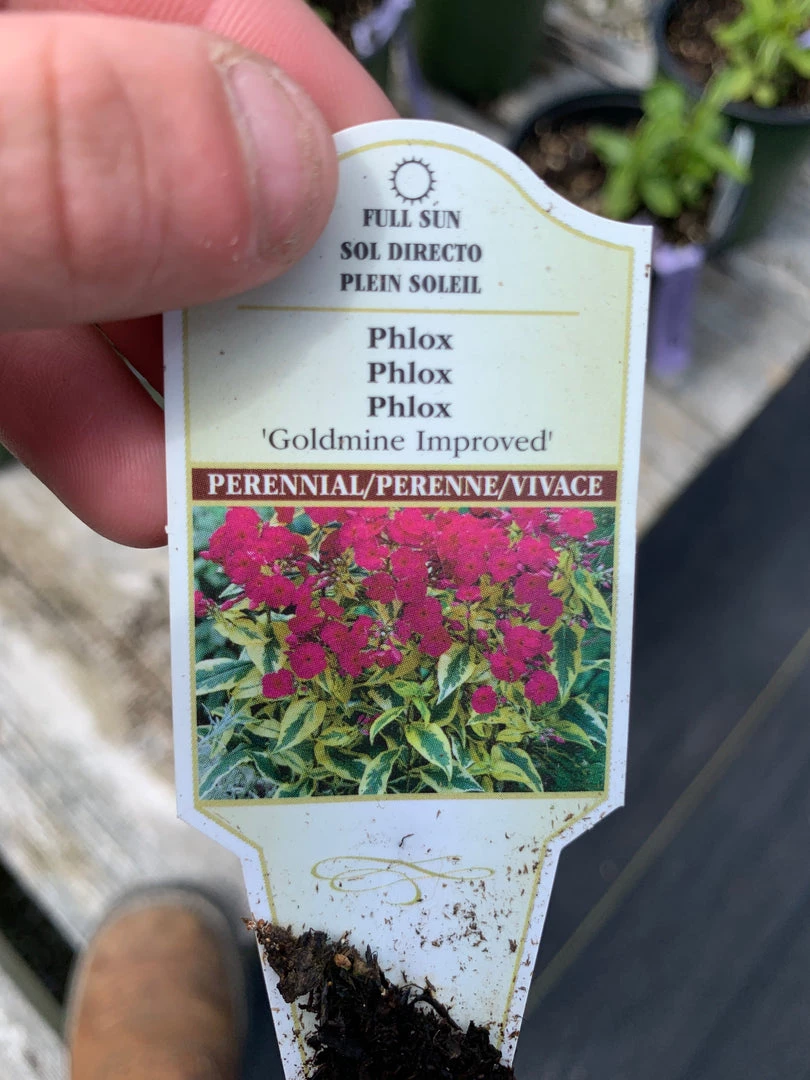 FULL SUN
SOL DIRECTO
PLEIN SOLEIL
Phlox
Phlox
Phlox
'Goldmine Improved'
PERENNIAL/PERENNE/VIVACE